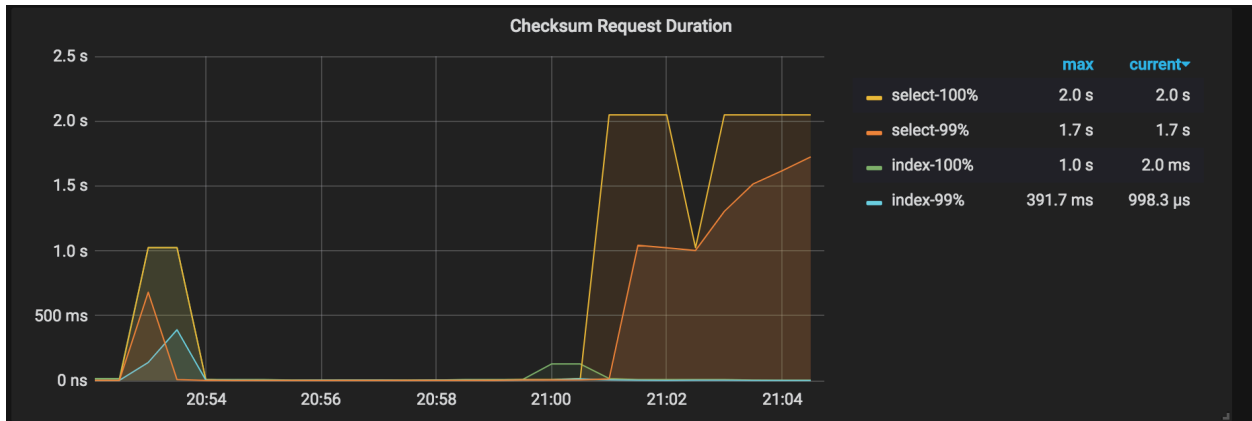 Checksum Request Duration
2.5 s
2.0 s
1.5 s
1.0 s
500 ms
0 ns
20:54 20:56 20:58 21:00 21:02 21:04
max current
select-100% 2.0 s 2.0 s
select-99% 1.7 s 1.7 s
index-100% 1.0 s 2.0 ms
index-99% 391.7 ms 998.3 µs